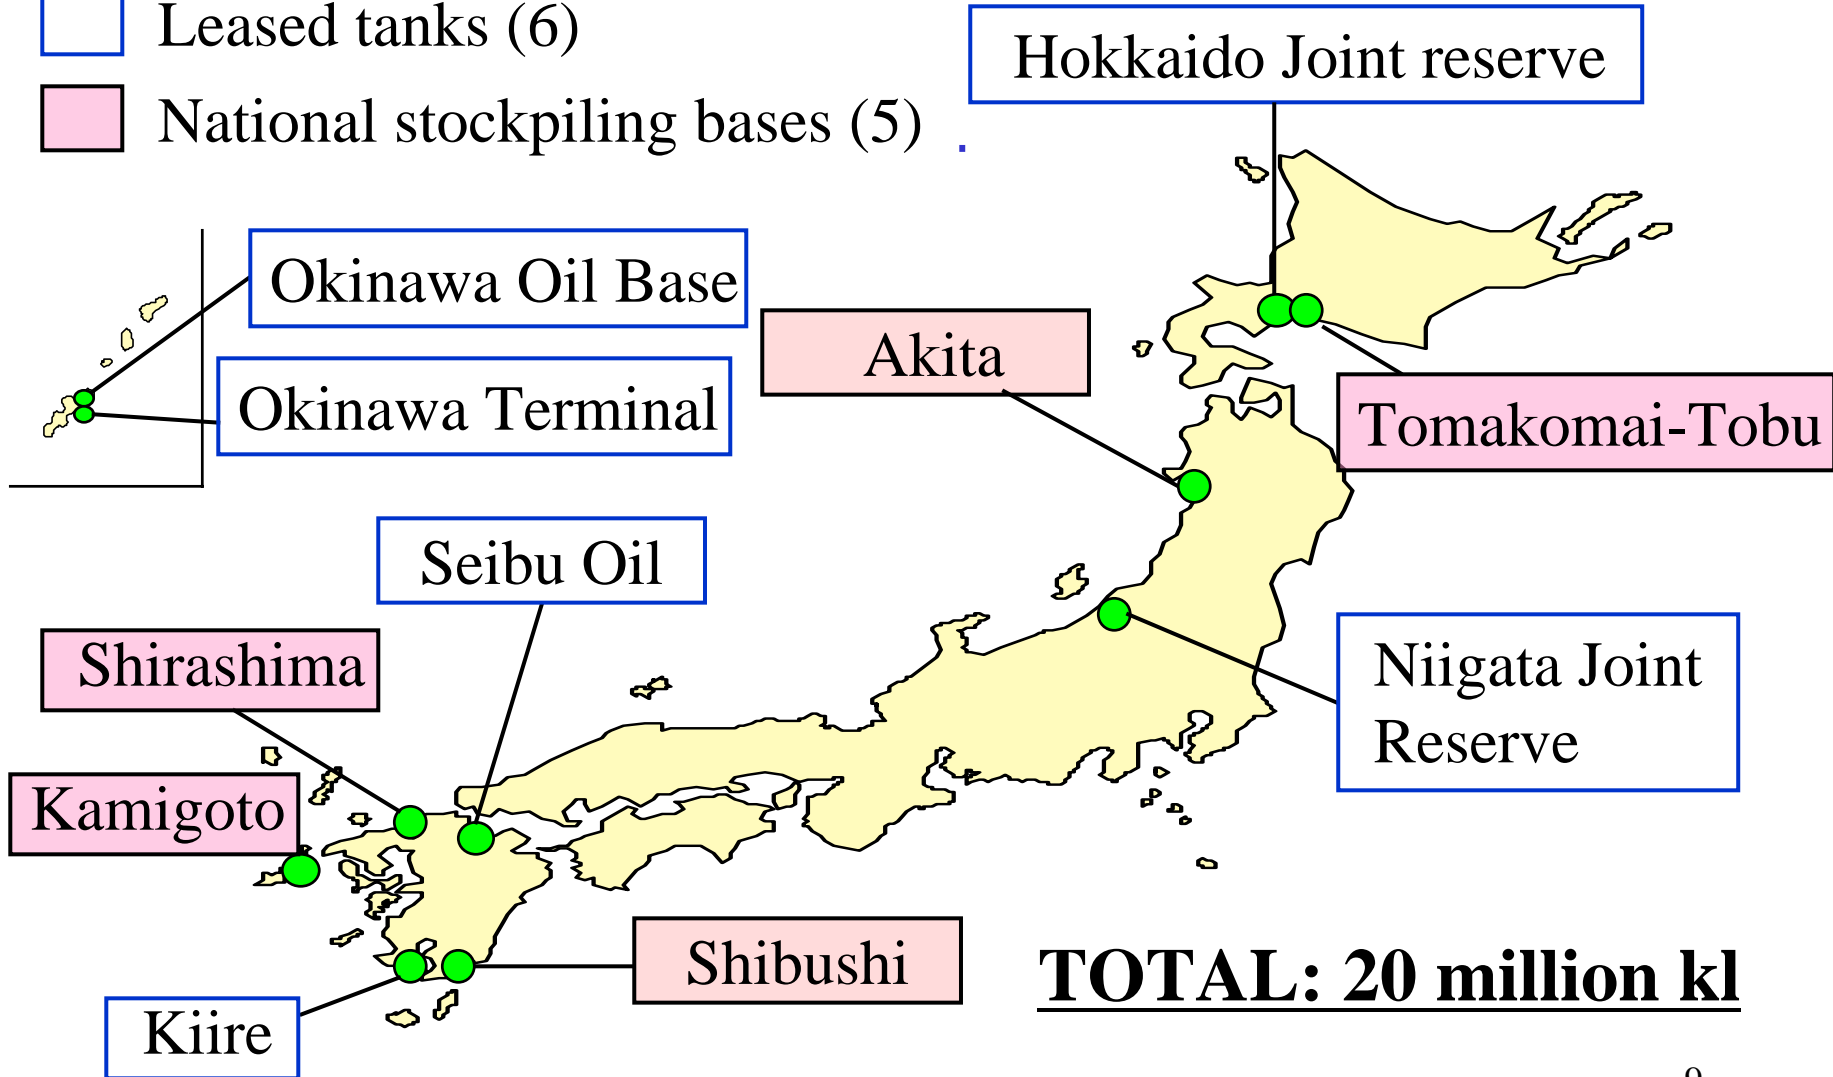 Leased tanks (6)
National stockpiling bases (5)
Hokkaido Joint reserve
Okinawa Oil Base
Okinawa Terminal
Akita
Tomakomai-Tobu
Seibu Oil
Shirashima
Niigata Joint
Reserve
Kamigoto
Shibushi
Kiire
TOTAL: 20 million kl